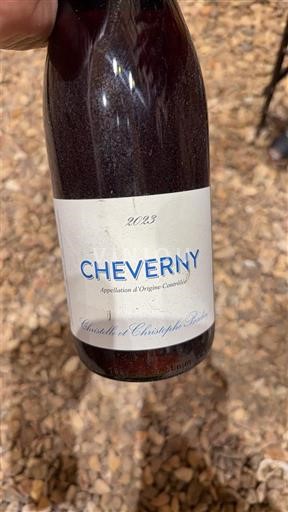 2023
CHEVERNY
Appellation d'Origine Contrôlée
Christelle et Christophe